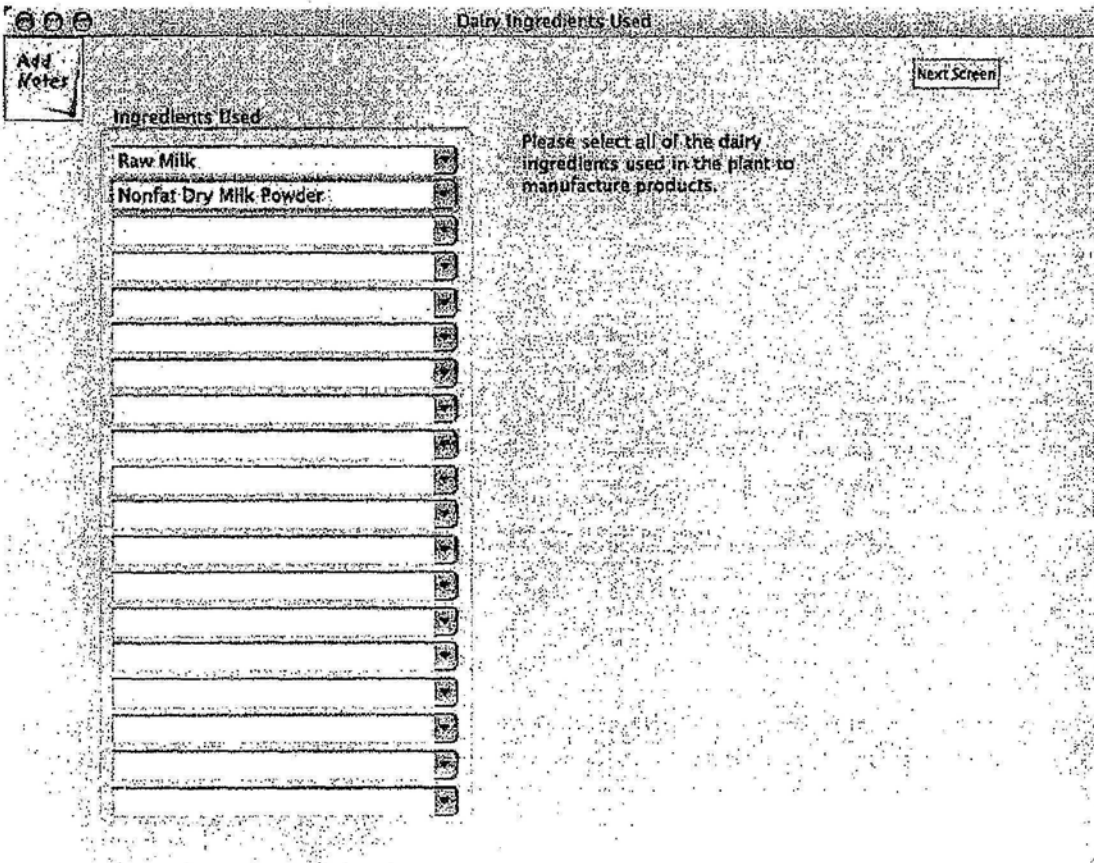 Dairy Ingredients Used
Add
Notes
Next Screen
Ingredients Used
Please select all of the dairy
ingredients used in the plant to
manufacture products.
Raw Milk
Nonfat Dry Milk Powder